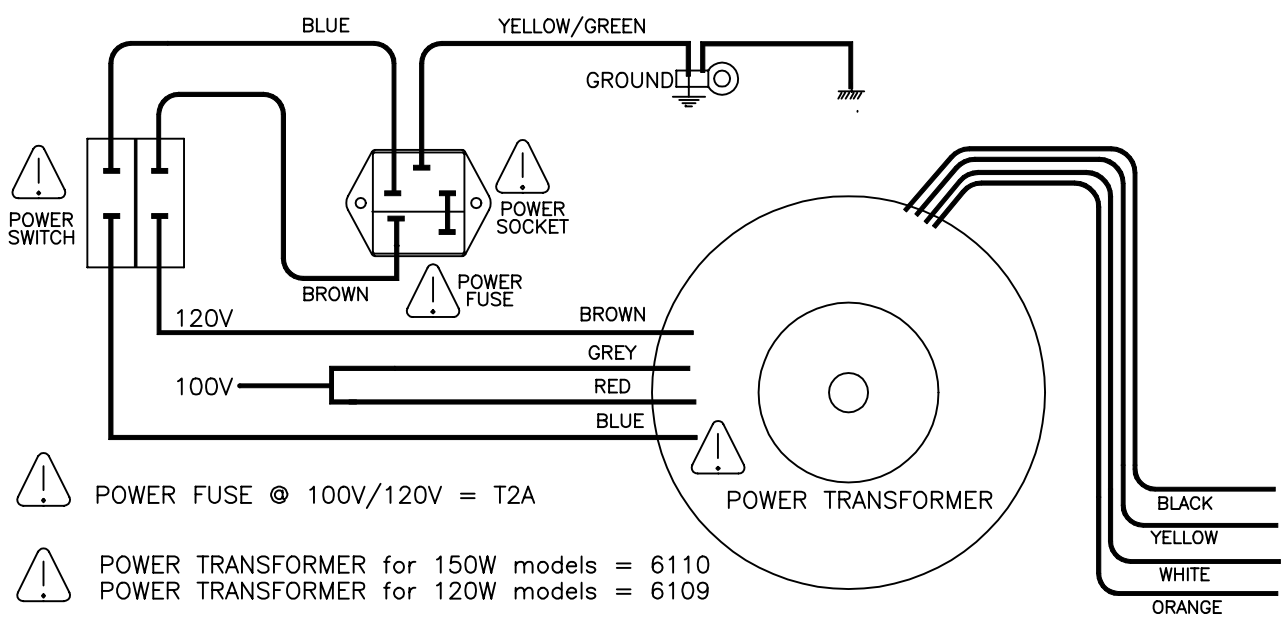 BLUE
YELLOW/GREEN
GROUND
POWER
SWITCH
POWER
SOCKET
BROWN
POWER
FUSE
120V
BROWN
GREY
100V
RED
BLUE
POWER TRANSFORMER
BLACK
YELLOW
WHITE
ORANGE
POWER FUSE @ 100V/120V = T2A
POWER TRANSFORMER for 150W models = 6110
POWER TRANSFORMER for 120W models = 6109